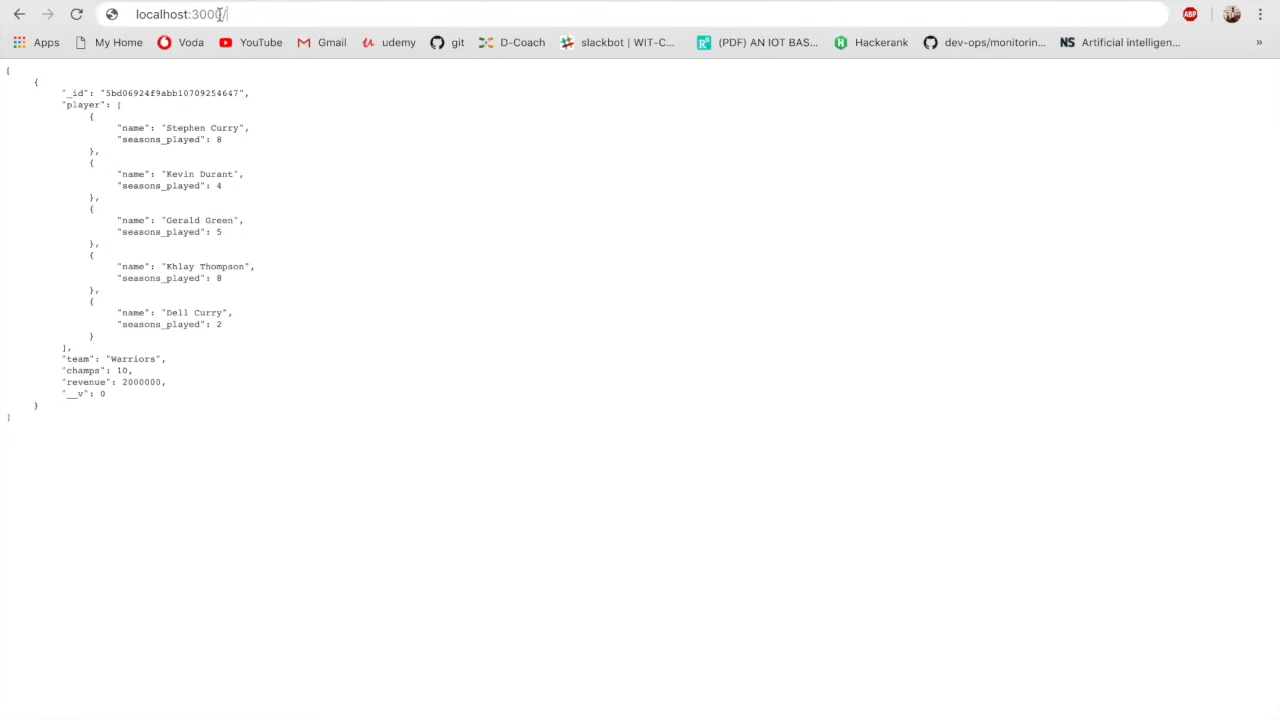 localhost:3000/
Apps My Home Voda YouTube Gmail udemy git D-Coach slackbot | WIT-C... (PDF) AN IOT BAS... Hackerank dev-ops/monitorin... NS Artificial intelligen... »
ABP
[
{
"_id": "5bd06924f9abb10709254647",
"player": [
{
"name": "Stephen Curry",
"seasons_played": 8
},
{
"name": "Kevin Durant",
"seasons_played": 4
},
{
"name": "Gerald Green",
"seasons_played": 5
},
{
"name": "Khlay Thompson",
"seasons_played": 8
},
{
"name": "Dell Curry",
"seasons_played": 2
}
],
"team": "Warriors",
"champs": 10,
"revenue": 2000000,
"__v": 0
}
]